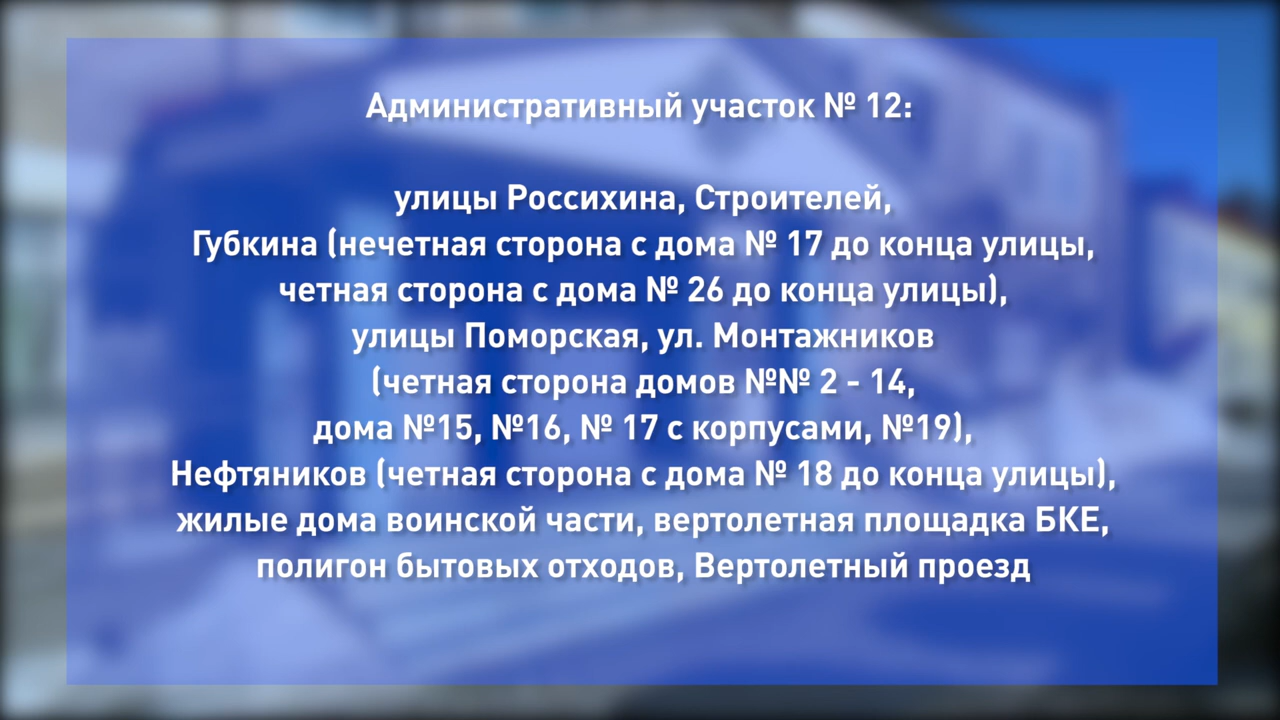 Административный участок № 12:
улицы Россихина, Строителей,
Губкина (нечетная сторона с дома № 17 до конца улицы,
четная сторона с дома № 26 до конца улицы),
улицы Поморская, ул. Монтажников
(четная сторона домов №№ 2 - 14,
дома №15, №16, № 17 с корпусами, №19),
Нефтяников (четная сторона с дома № 18 до конца улицы),
жилые дома воинской части, вертолетная площадка БКЕ,
полигон бытовых отходов, Вертолетный проезд